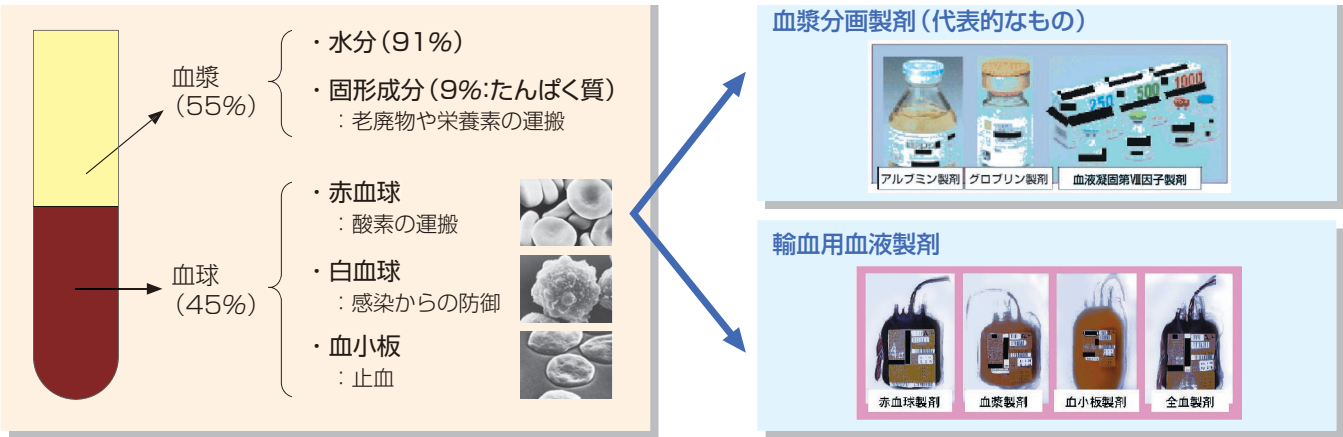 血漿
(55%)
・水分(91%)
・固形成分(9%:たんぱく質)
：老廃物や栄養素の運搬
血球
(45%)
・赤血球
：酸素の運搬
・白血球
：感染からの防御
・血小板
：止血
血漿分画製剤(代表的なもの)
250
500
1000
アルブミン製剤
グロブリン製剤
血液凝固第Ⅷ因子製剤
輸血用血液製剤
赤血球製剤
血漿製剤
血小板製剤
全血製剤